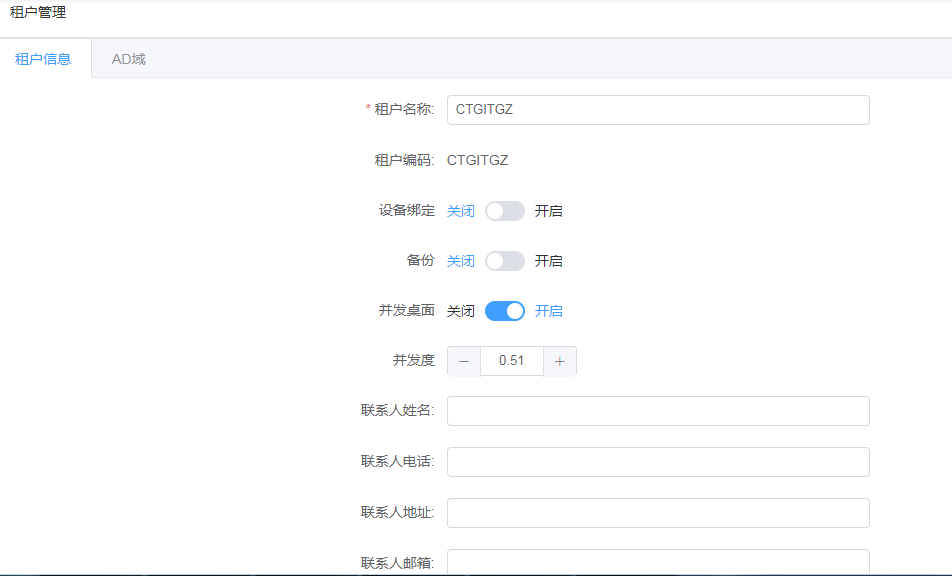 租户管理
租户信息 AD域
* 租户名称: CTGITGZ
租户编码: CTGITGZ
设备绑定 关闭 开启
备份 关闭 开启
并发桌面 关闭 开启
并发度 − 0.51 +
联系人姓名:
联系人电话:
联系人地址:
联系人邮箱: